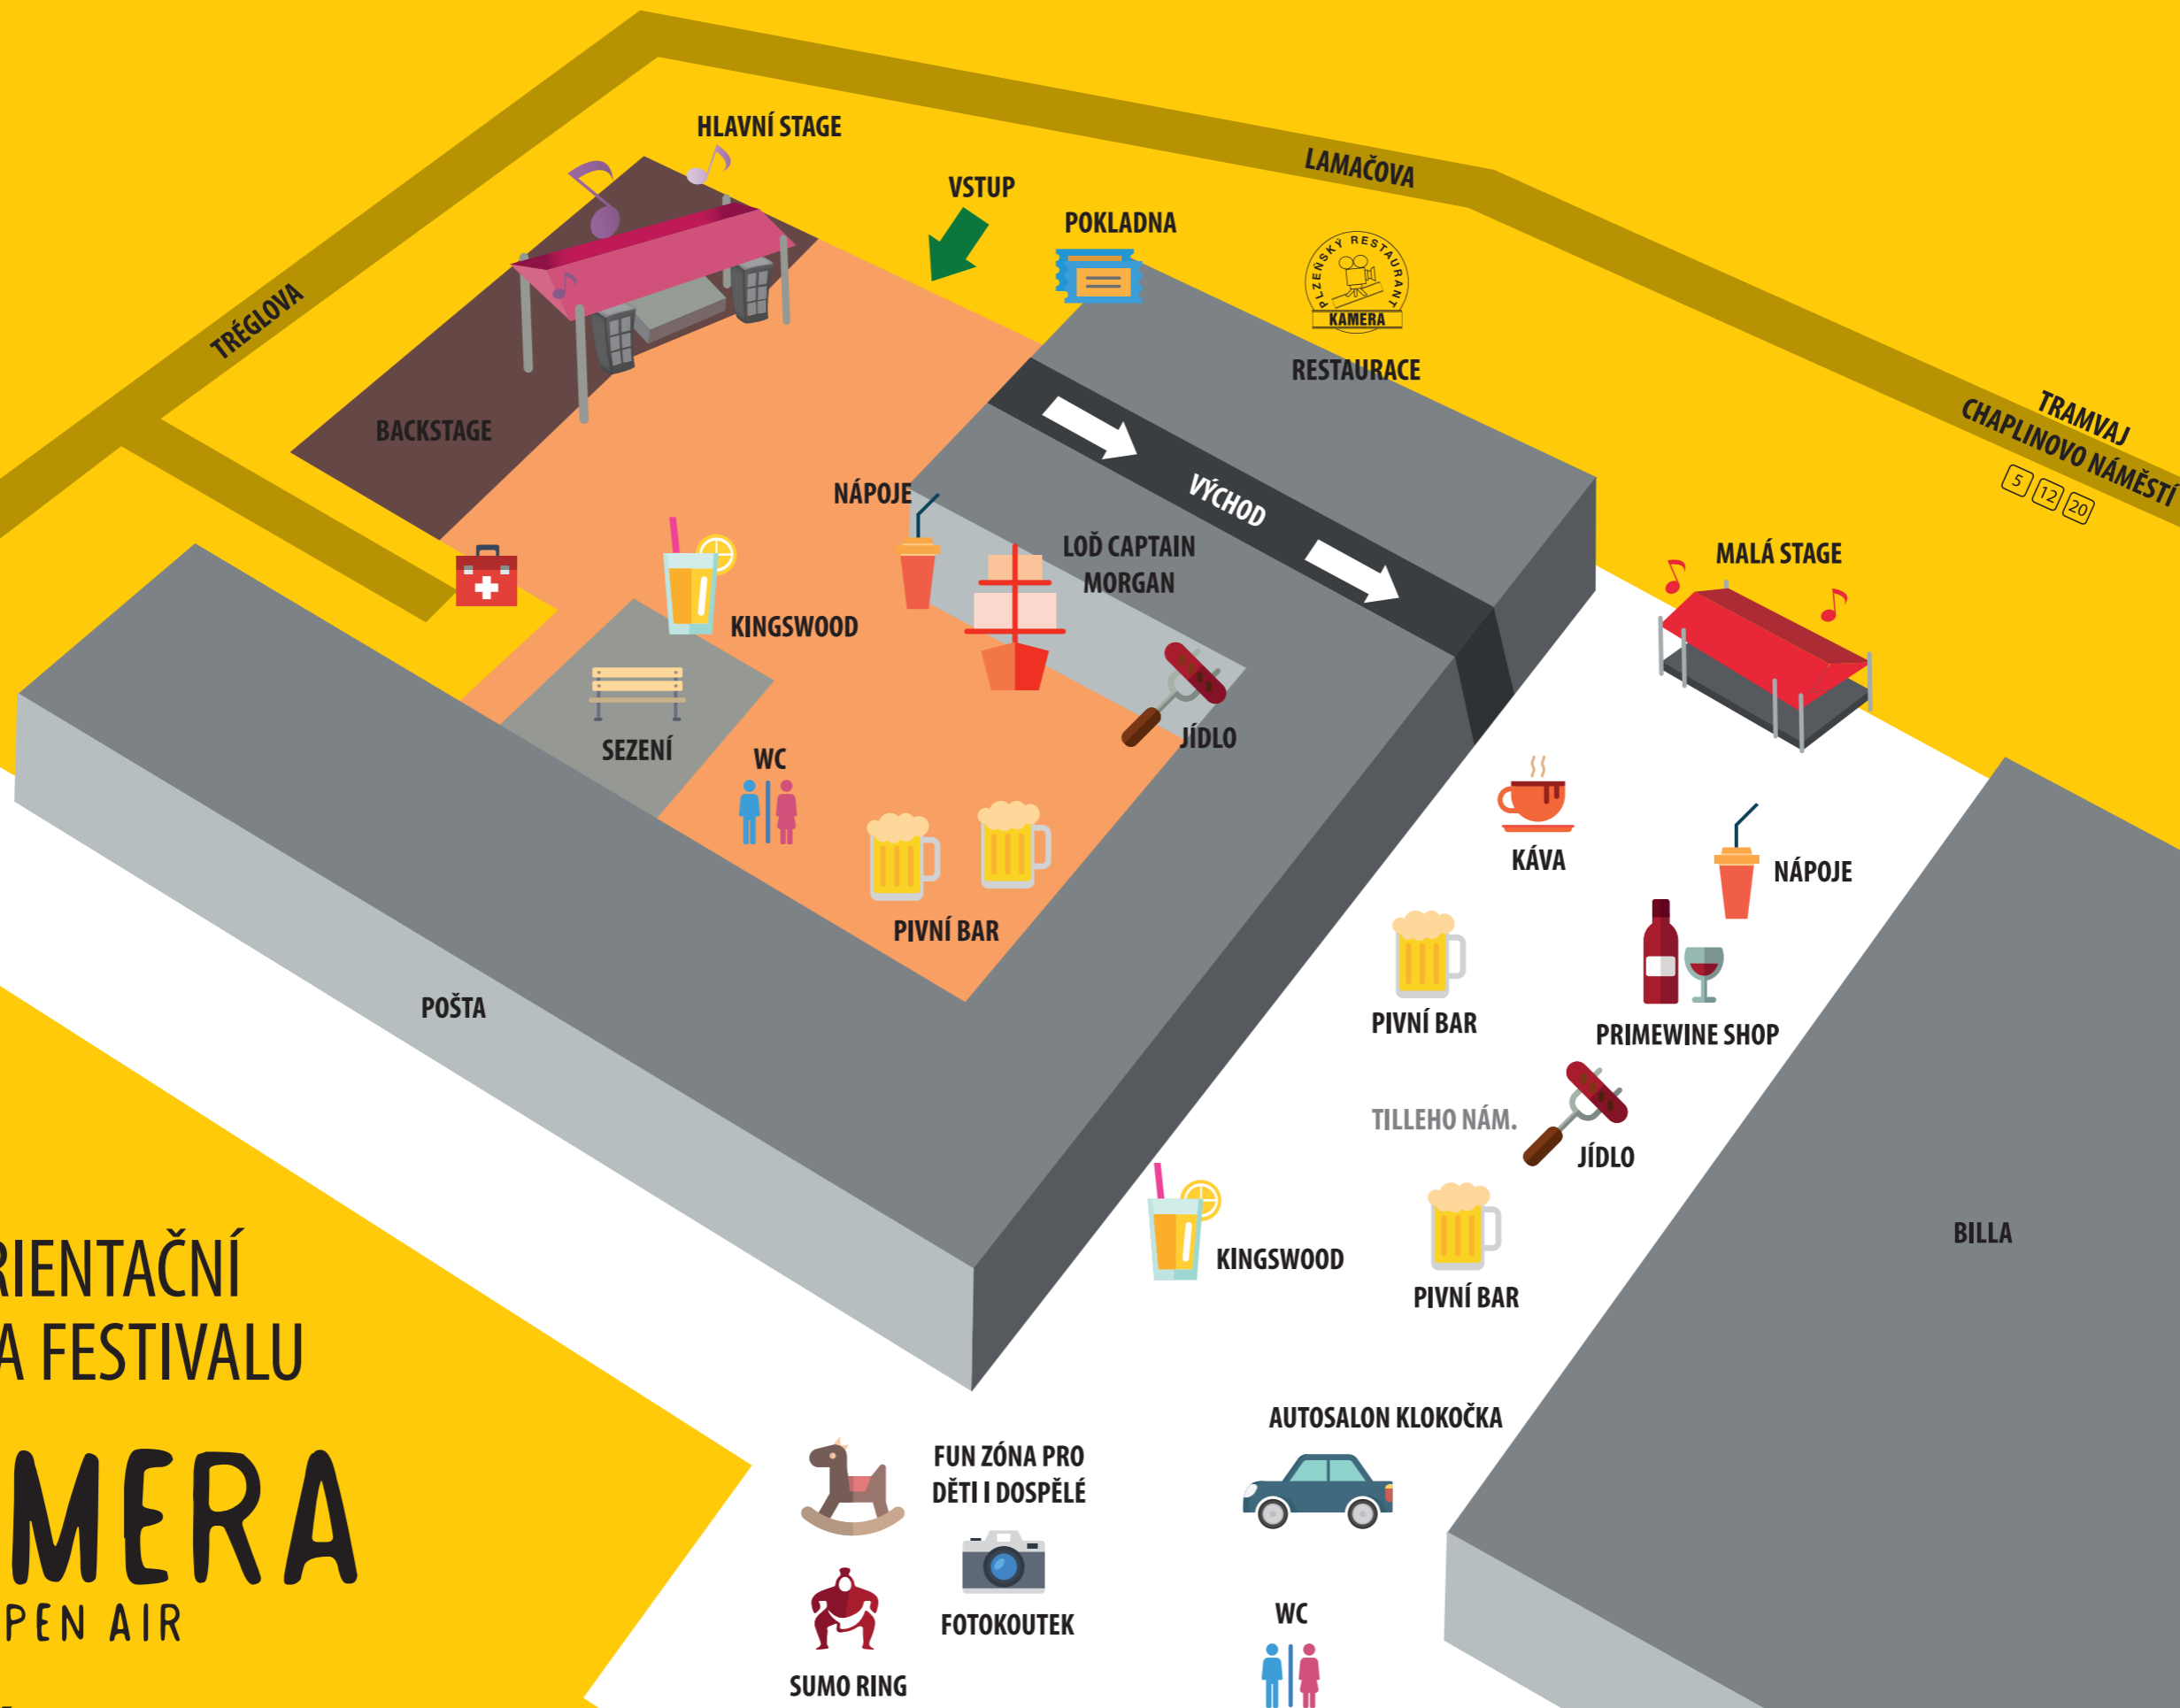 HLAVNÍ STAGE
LAMAČOVA
VSTUP
POKLADNA
PLZEŇSKÝ RESTAURANT
KAMERA
RESTAURACE
TRÉGLOVA
TRAMVAJ
CHAPLINOVO NÁMĚSTÍ
5 12 20
BACKSTAGE
NÁPOJE
VÝCHOD
LOĎ CAPTAIN
MORGAN
MALÁ STAGE
KINGSWOOD
SEZENÍ
WC
JÍDLO
KÁVA
NÁPOJE
PIVNÍ BAR
POŠTA
PIVNÍ BAR
PRIMEWINE SHOP
TILLEHO NÁM.
JÍDLO
BILLA
KINGSWOOD
PIVNÍ BAR
RIENTAČNÍ
A FESTIVALU
MERA
PEN AIR
AUTOSALON KLOKOČKA
FUN ZÓNA PRO
DĚTI I DOSPĚLÉ
FOTOKOUTEK
WC
SUMO RING